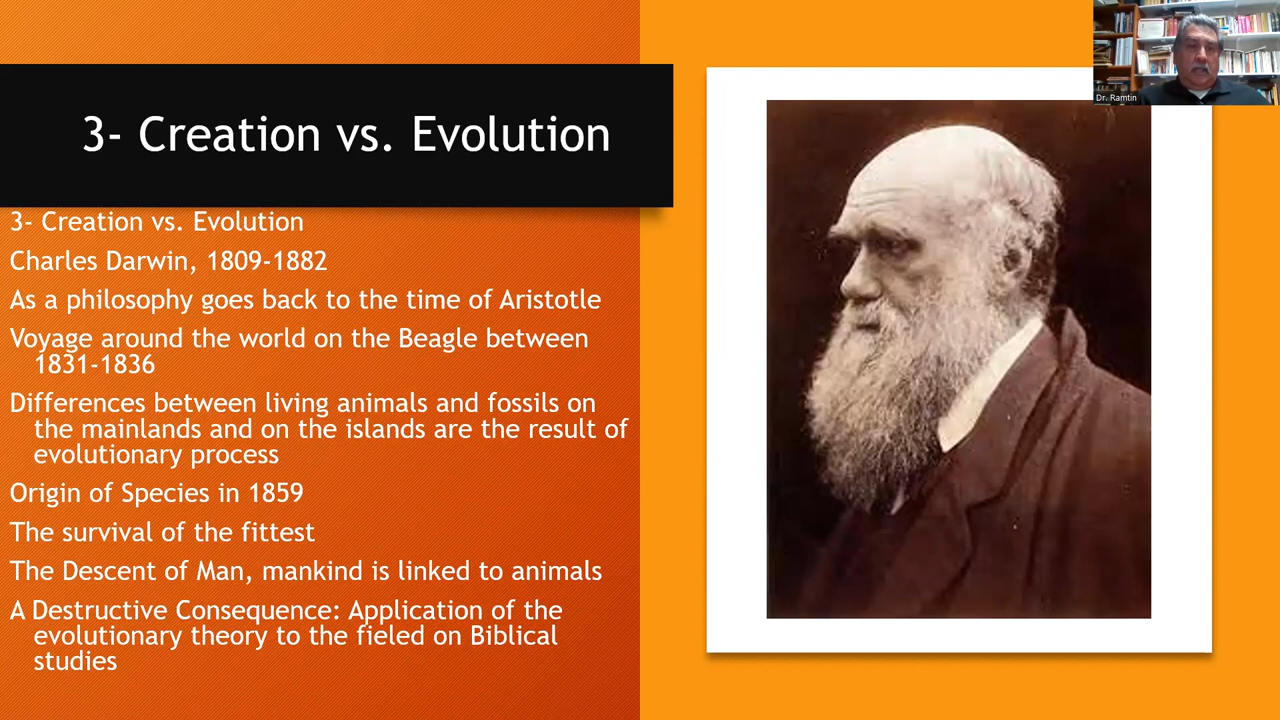 3- Creation vs. Evolution
Dr. Ramtin
3- Creation vs. Evolution
Charles Darwin, 1809-1882
As a philosophy goes back to the time of Aristotle
Voyage around the world on the Beagle between
1831-1836
Differences between living animals and fossils on
the mainlands and on the islands are the result of
evolutionary process
Origin of Species in 1859
The survival of the fittest
The Descent of Man, mankind is linked to animals
A Destructive Consequence: Application of the
evolutionary theory to the fieled on Biblical
studies